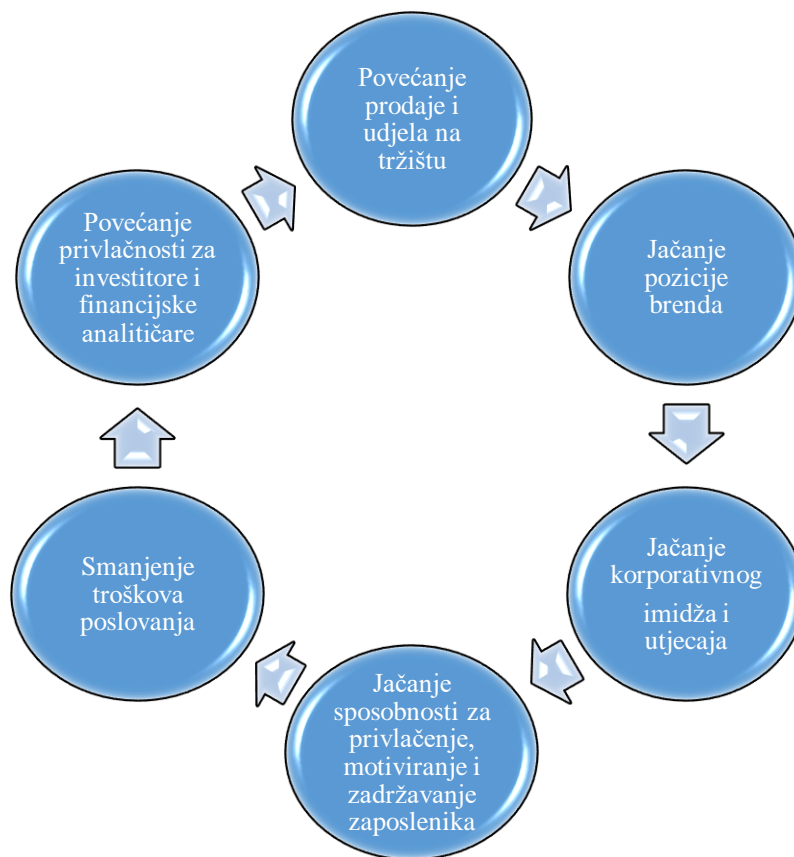 Povećanje
prodaje i
udjela na
tržištu
Jačanje
pozicije
brenda
Jačanje
korporativnog
imidža i
utjecaja
Jačanje
sposobnosti za
privlačenje,
motiviranje i
zadržavanje
zaposlenika
Smanjenje
troškova
poslovanja
Povećanje
privlačnosti za
investitore i
financijske
analitičare